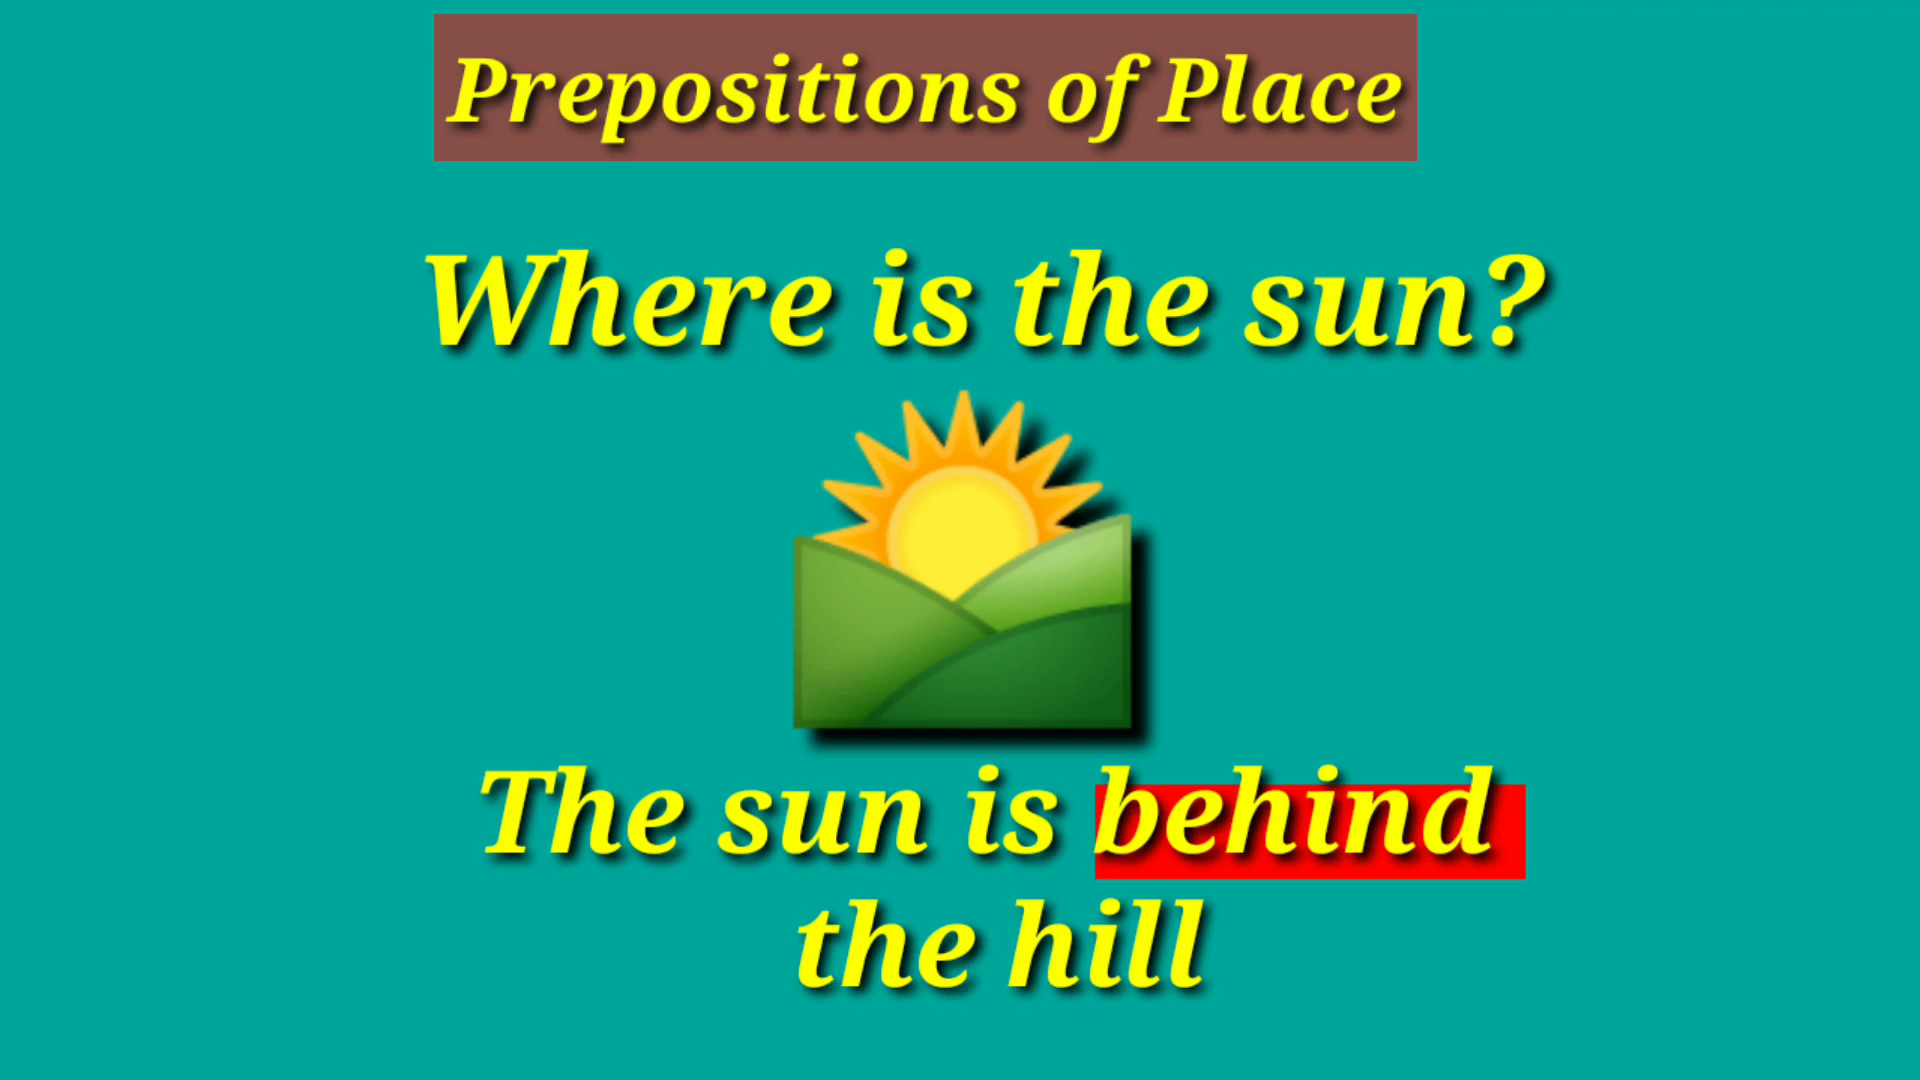 Prepositions of Place
Where is the sun?
The sun is behind
the hill